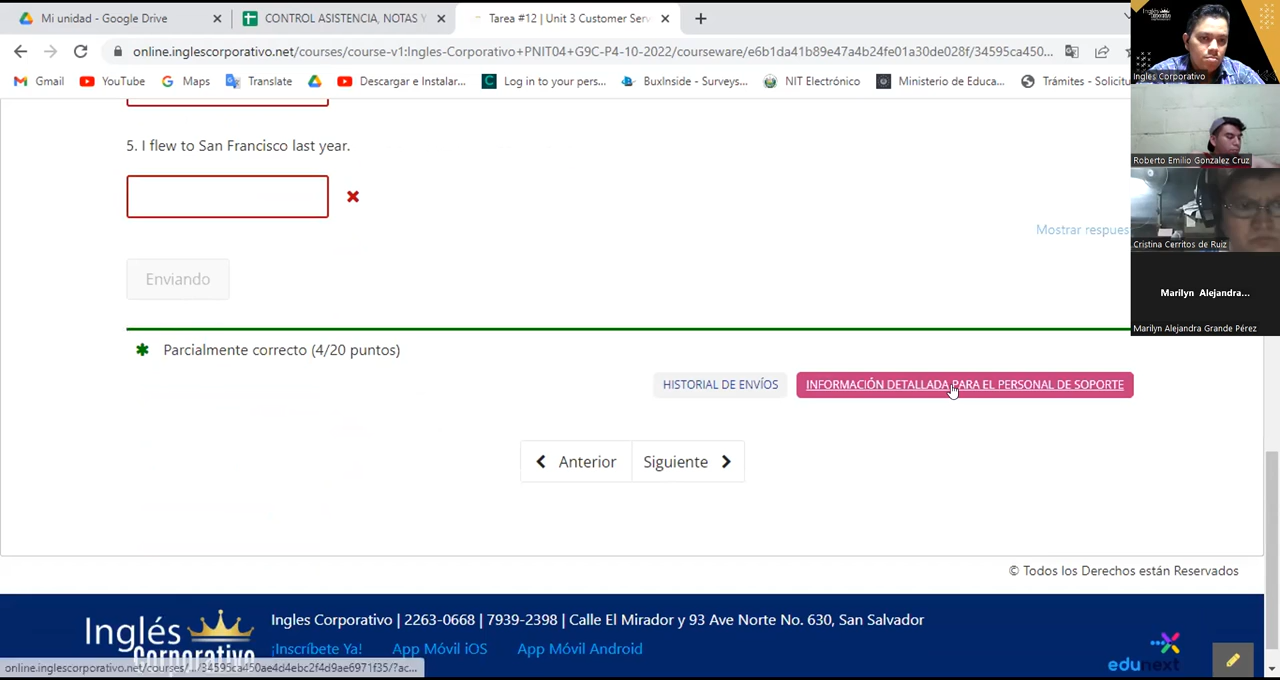 Mi unidad - Google Drive
CONTROL ASISTENCIA, NOTAS Y
Tarea #12 | Unit 3 Customer Serv
online.inglescorporativo.net/courses/course-v1:Ingles-Corporativo+PNIT04+G9C-P4-10-2022/courseware/e6b1da41b89e47a4b24fe01a30de028f/34595ca450...
Gmail
YouTube
Maps
Translate
Descargar e Instalar...
Log in to your pers...
BuxInside - Surveys...
NIT Electrónico
Ministerio de Educa...
Trámites - Solicitu
Ingles Corporativo
Roberto Emilio Gonzalez Cruz
Cristina Cerritos de Ruiz
Marilyn Alejandra...
Marilyn Alejandra Grande Pérez
5. I flew to San Francisco last year.
Mostrar respues
Enviando
Parcialmente correcto (4/20 puntos)
HISTORIAL DE ENVÍOS
INFORMACIÓN DETALLADA PARA EL PERSONAL DE SOPORTE
Anterior
Siguiente
© Todos los Derechos están Reservados
Inglés
Corporativo
Ingles Corporativo | 2263-0668 | 7939-2398 | Calle El Mirador y 93 Ave Norte No. 630, San Salvador
¡Inscríbete Ya!
App Móvil iOS
App Móvil Android
edunext
online.inglescorporativo.net/courses/.../34595ca450ae4d4ebc2f4d9ae6971f35/?ac...